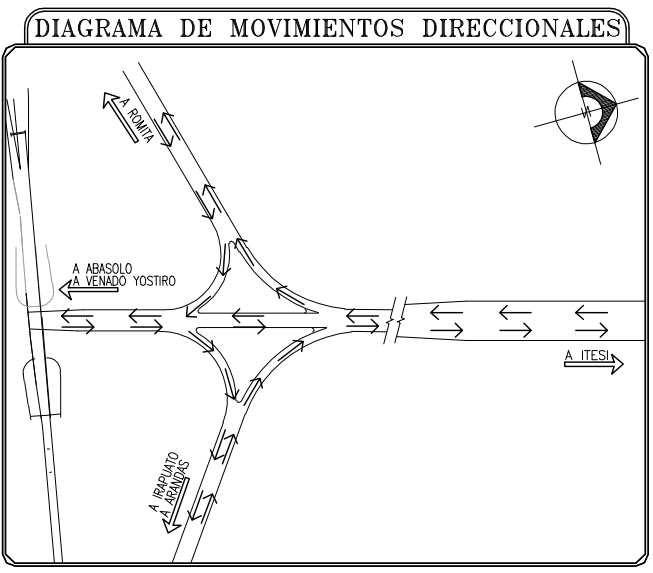 DIAGRAMA DE MOVIMIENTOS DIRECCIONALES
A ROMITA
N
A ABASOLO
A VENADO YOSTIRO
A ITESI
A IRAPUATO
A ARANDAS